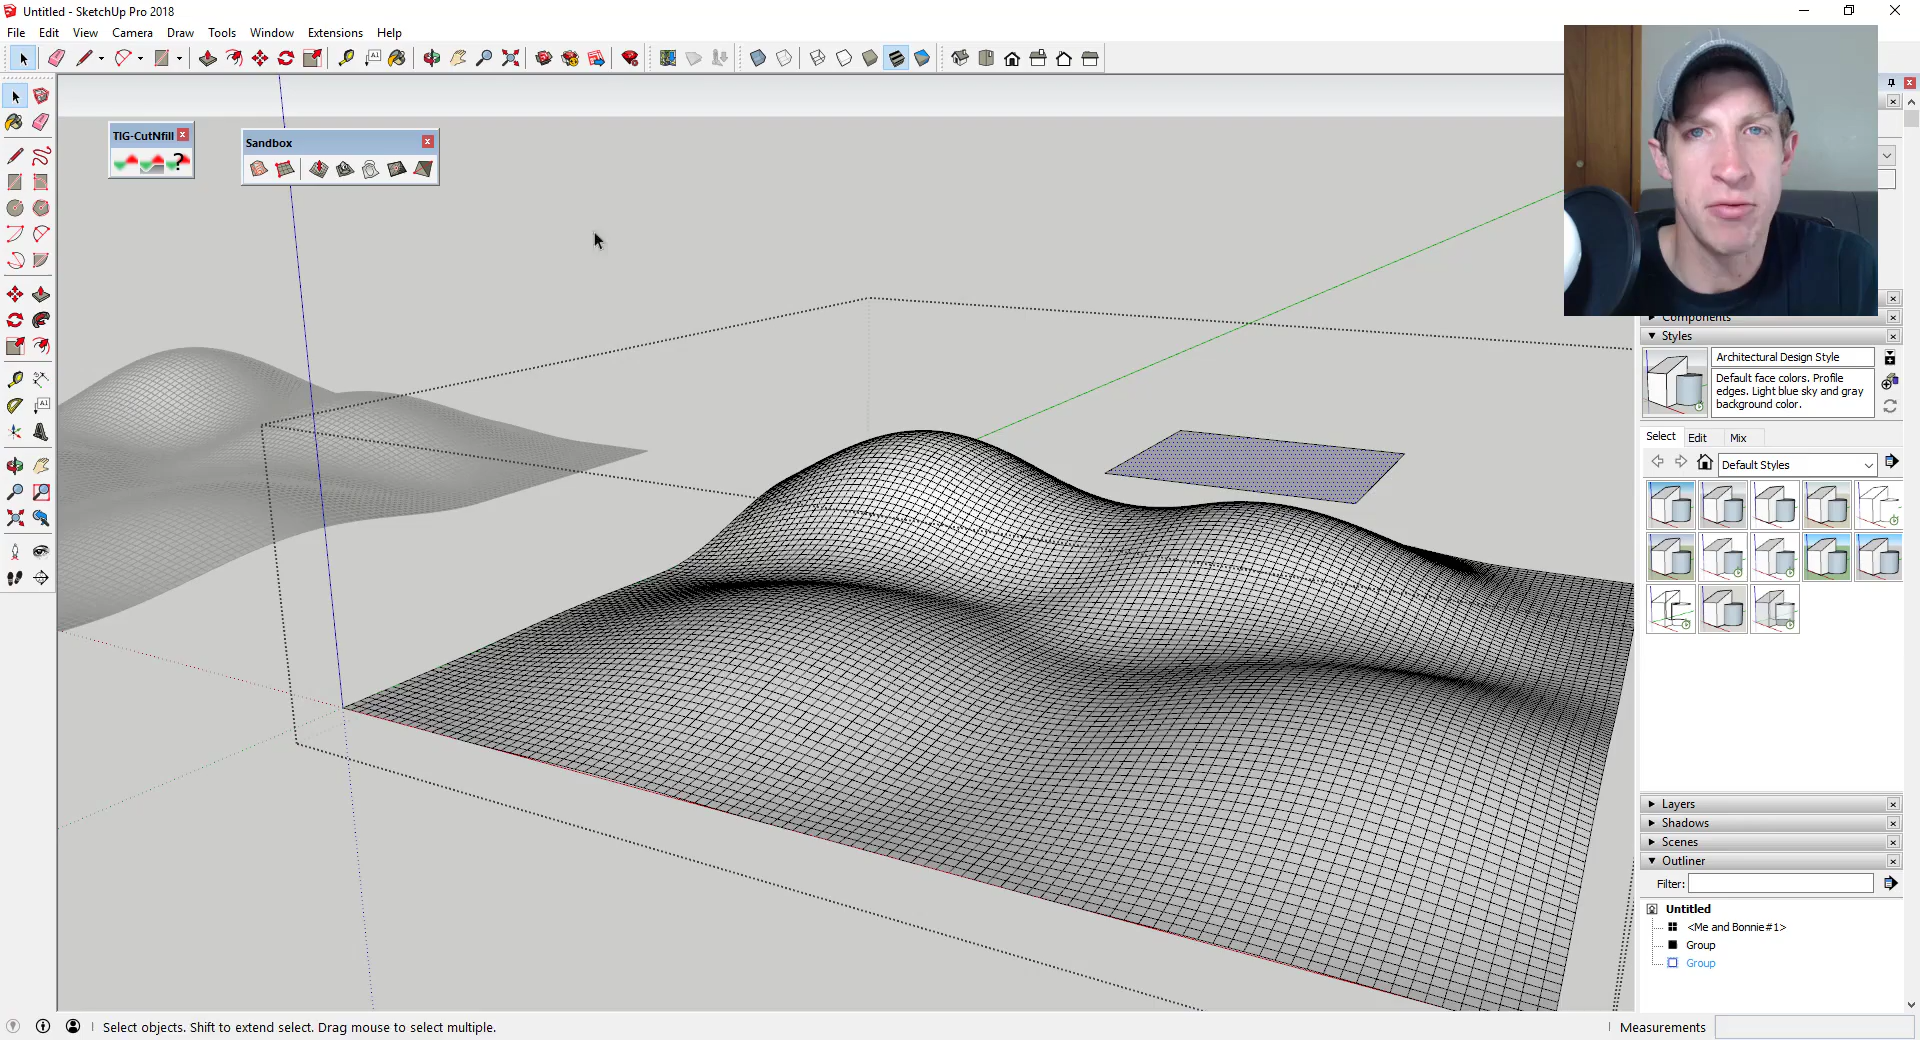 Untitled - SketchUp Pro 2018
File Edit View Camera Draw Tools Window Extensions Help
TIG-CutNfill
Sandbox
Components
Styles
Architectural Design Style
Default face colors. Profile
edges. Light blue sky and gray
background color.
Select Edit Mix
Default Styles
Layers
Shadows
Scenes
Outliner
Filter:
Untitled
<Me and Bonnie#1>
Group
Group
Select objects. Shift to extend select. Drag mouse to select multiple.
Measurements